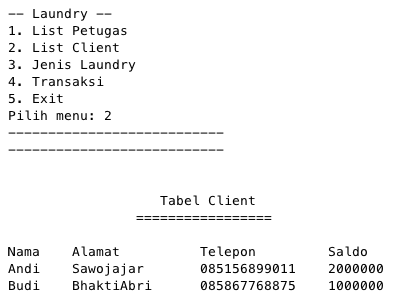 -- Laundry --
1. List Petugas
2. List Client
3. Jenis Laundry
4. Transaksi
5. Exit
Pilih menu: 2
---------------------------
---------------------------
Tabel Client
=================
Nama    Alamat          Telepon         Saldo
Andi    Sawojajar       085156899011    2000000
Budi    BhaktiAbri      085867768875    1000000